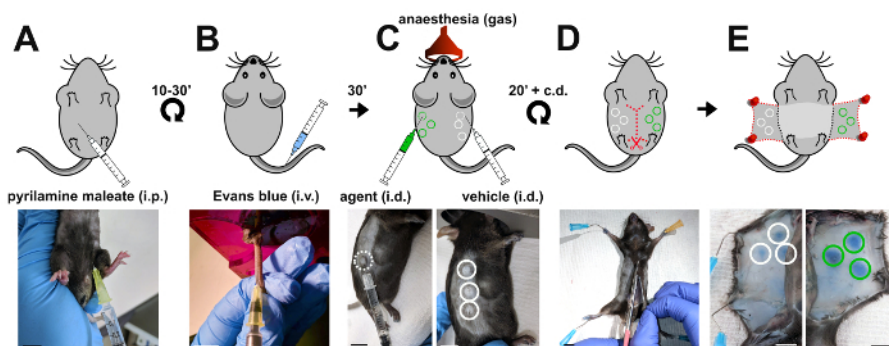 anaesthesia (gas)
A
B
C
D
E
10-30'
30'
20' + c.d.
pyrilamine maleate (i.p.)
Evans blue (i.v.)
agent (i.d.)
vehicle (i.d.)